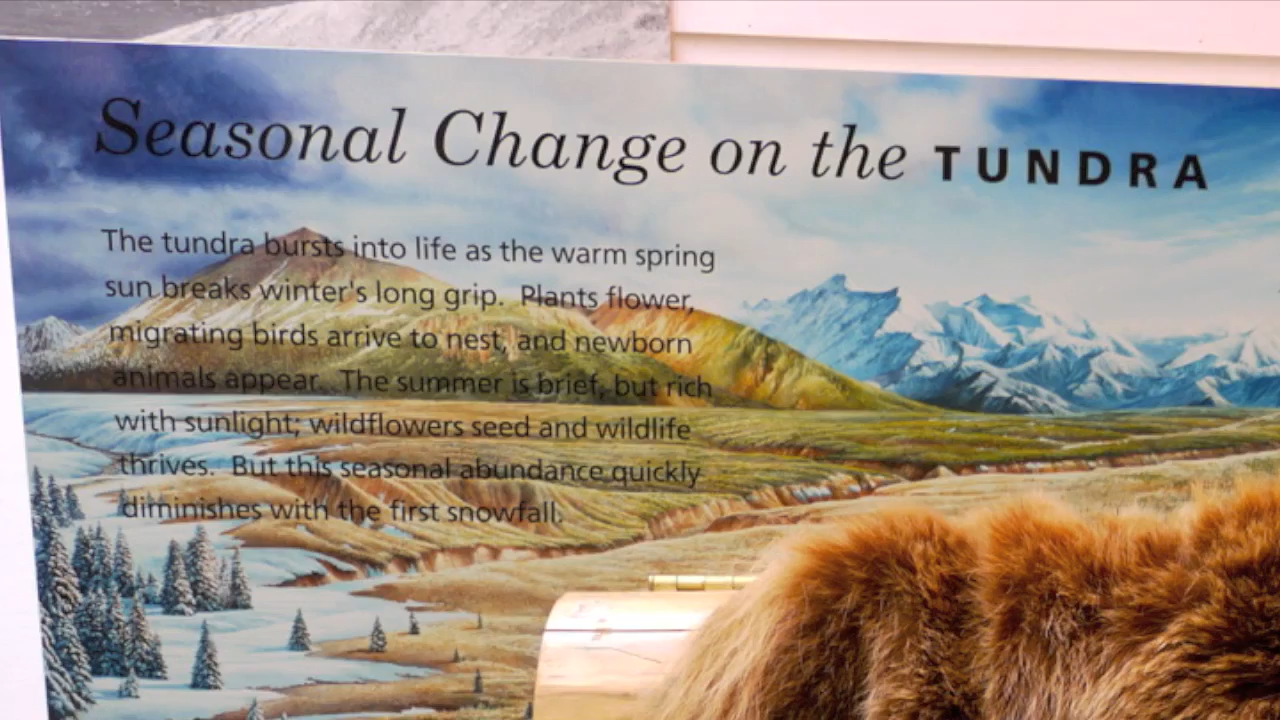 Seasonal Change on the TUNDRA
The tundra bursts into life as the warm spring
sun breaks winter's long grip.  Plants flower,
migrating birds arrive to nest, and newborn
animals appear.  The summer is brief, but rich
with sunlight; wildflowers seed and wildlife
thrives.  But this seasonal abundance quickly
diminishes with the first snowfall.